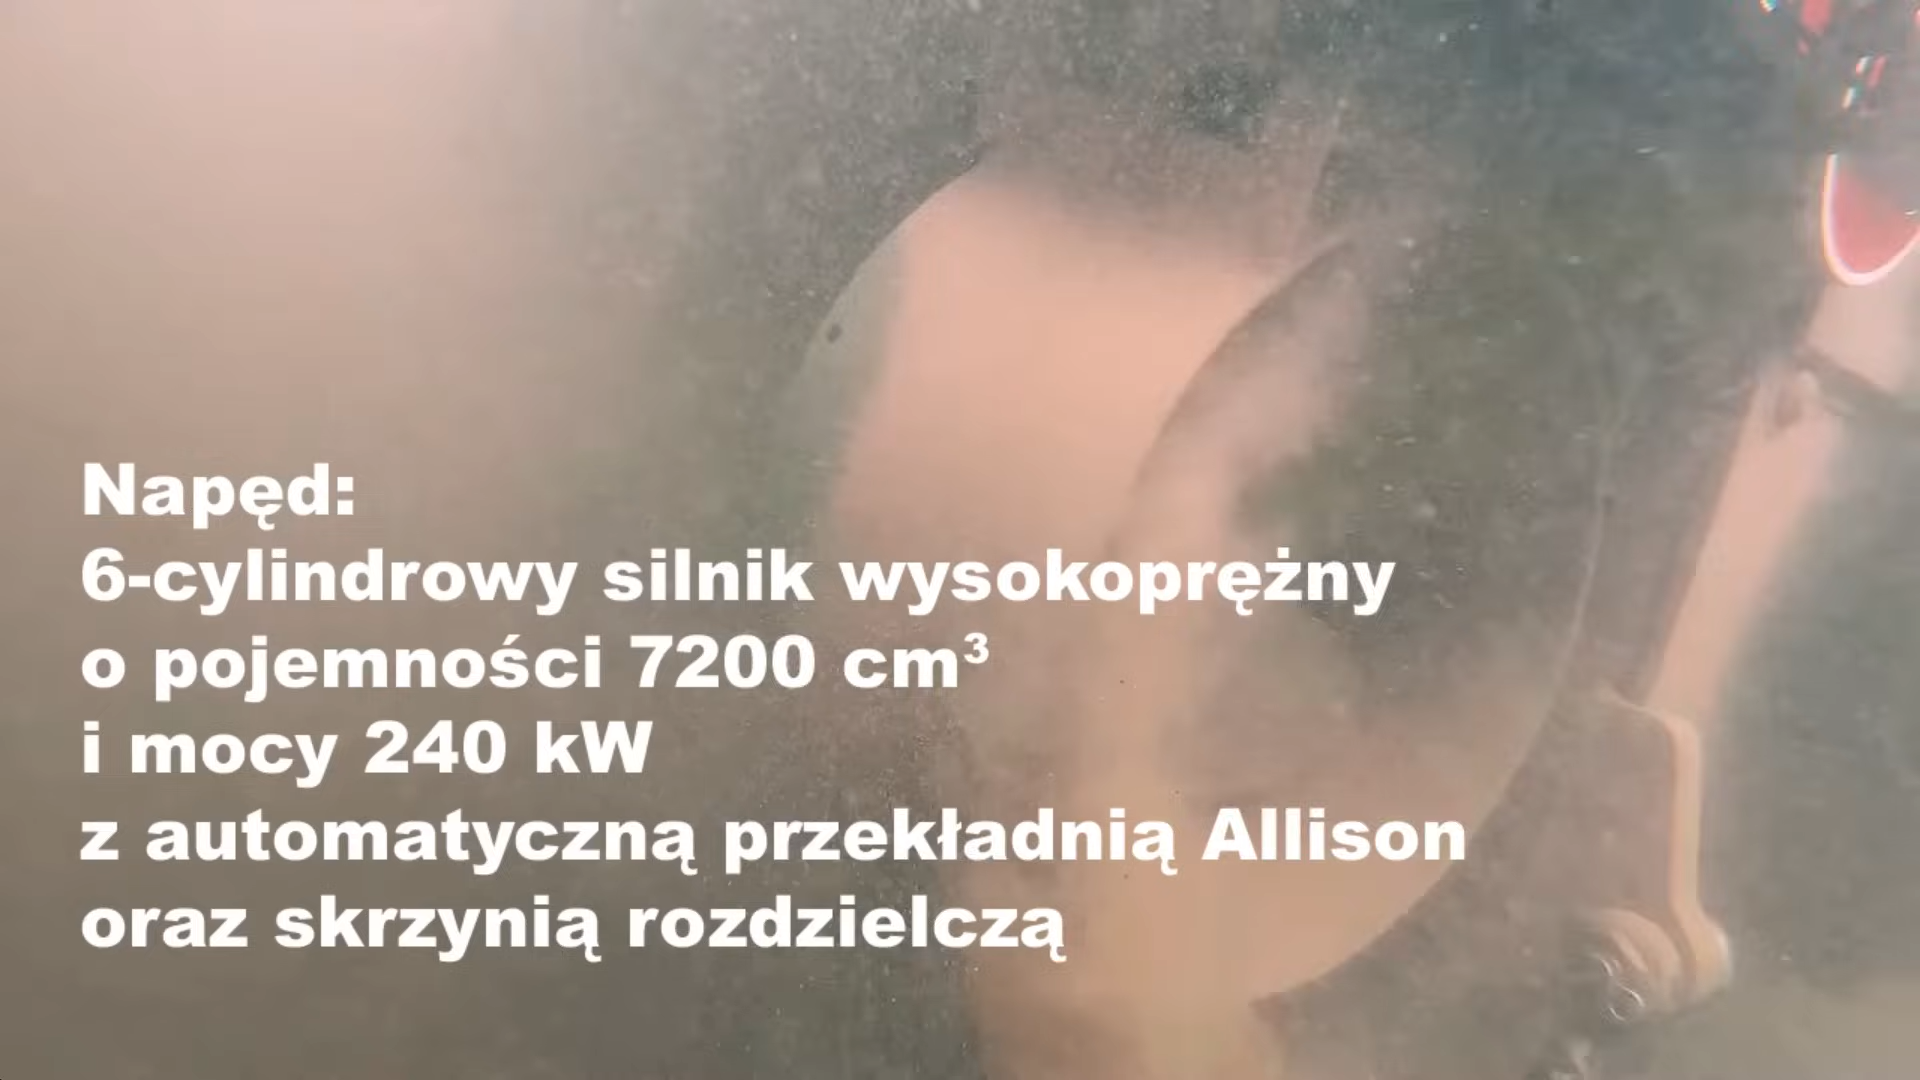 Napęd:
6-cylindrowy silnik wysokoprężny
o pojemności 7200 cm³
i mocy 240 kW
z automatyczną przekładnią Allison
oraz skrzynią rozdzielczą